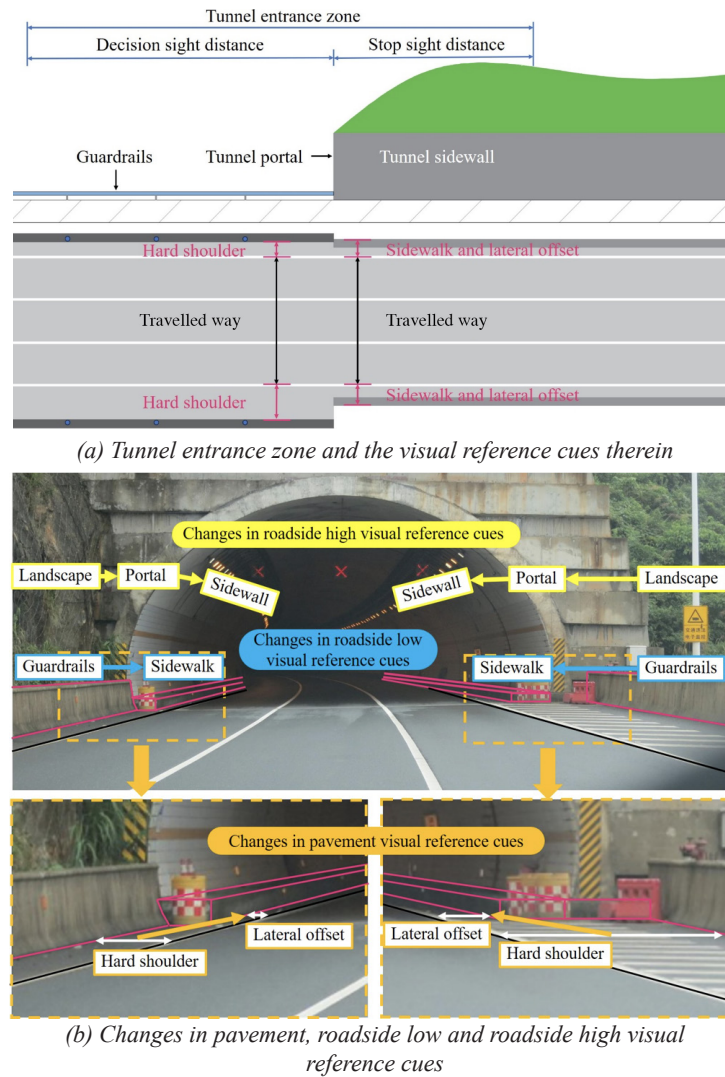 Tunnel entrance zone
Decision sight distance
Stop sight distance
Guardrails
Tunnel portal
Tunnel sidewall
Hard shoulder
Sidewalk and lateral offset
Travelled way
Travelled way
Hard shoulder
Sidewalk and lateral offset
(a) Tunnel entrance zone and the visual reference cues therein
Changes in roadside high visual reference cues
Landscape
Portal
Sidewall
Sidewall
Portal
Landscape
Changes in roadside low
visual reference cues
Guardrails
Sidewalk
Sidewalk
Guardrails
Changes in pavement visual reference cues
Lateral offset
Hard shoulder
Lateral offset
Hard shoulder
(b) Changes in pavement, roadside low and roadside high visual
reference cues